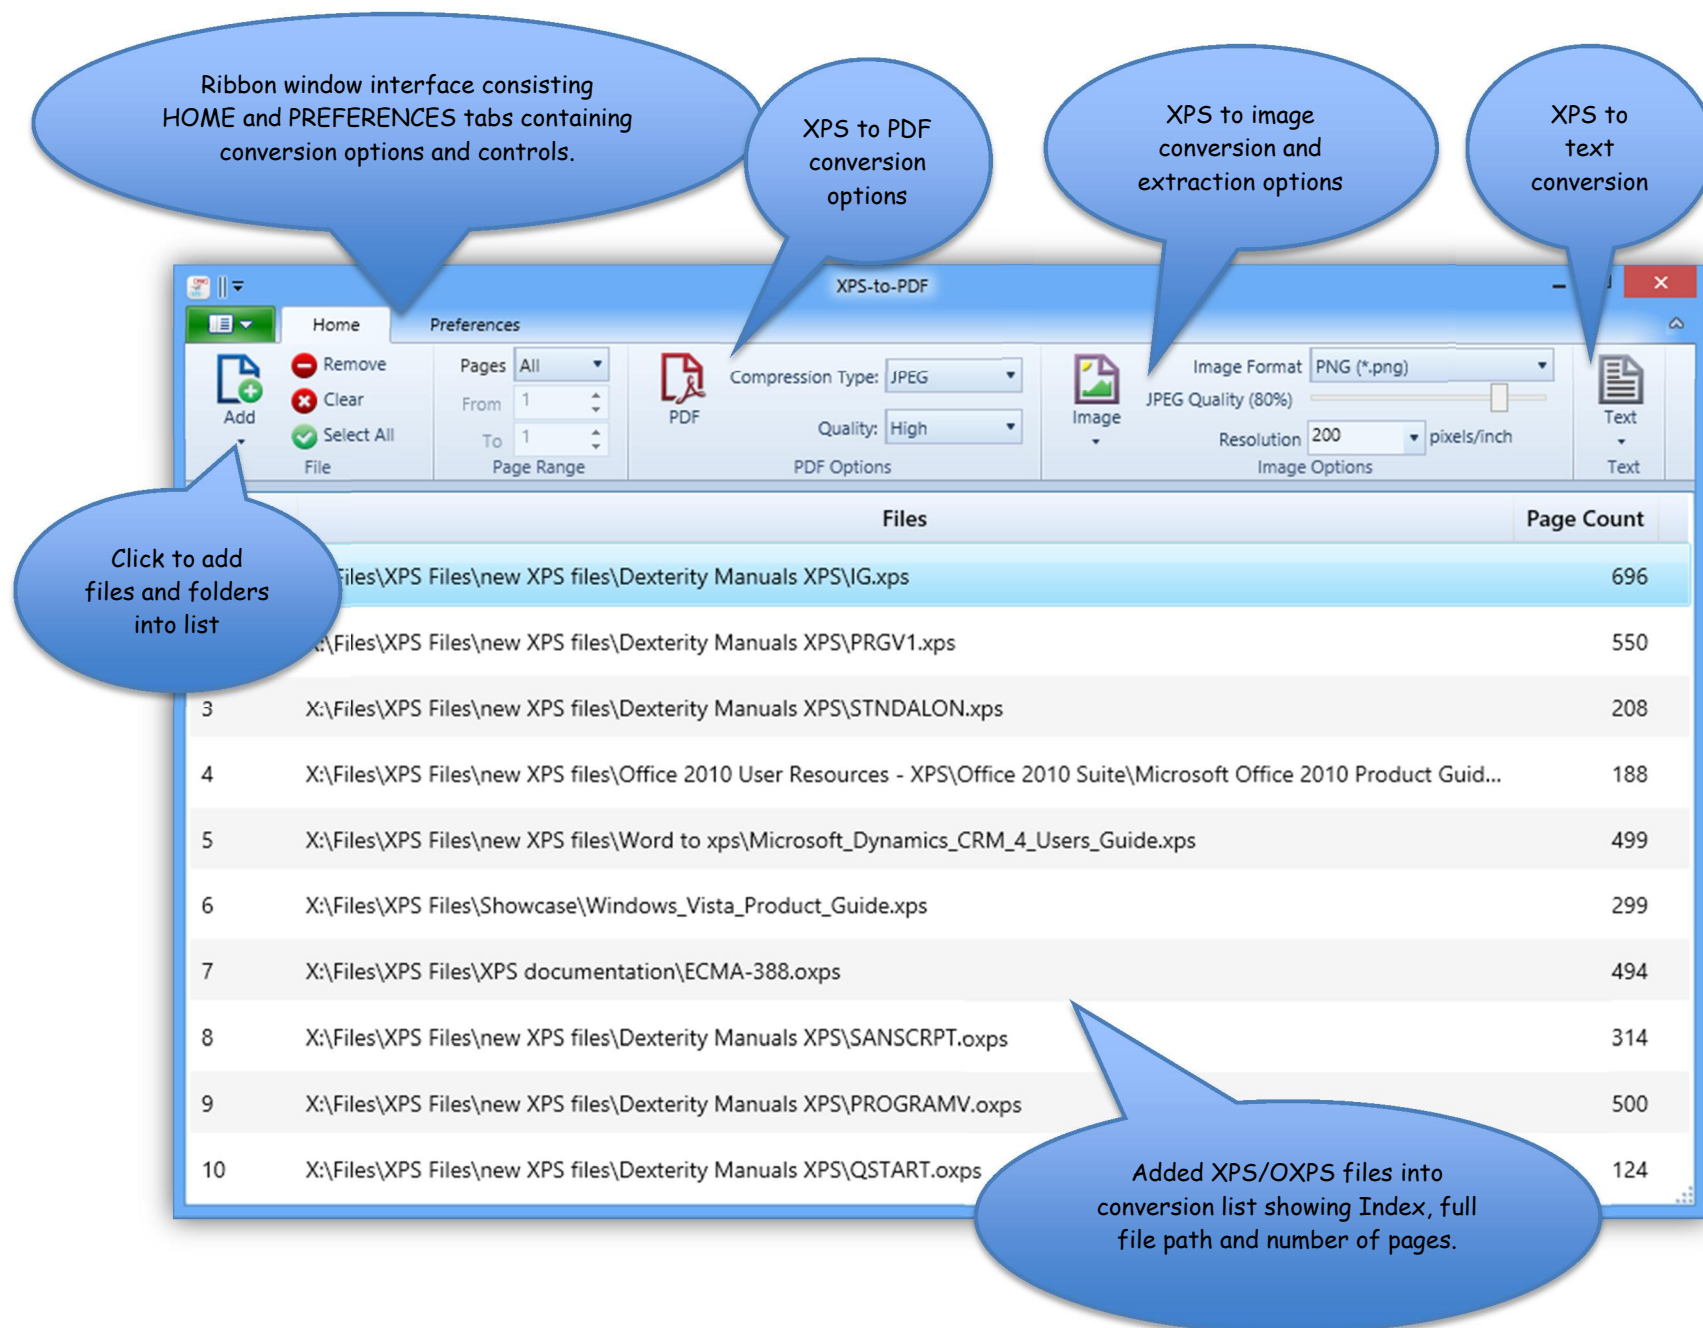 Ribbon window interface consisting
HOME and PREFERENCES tabs containing
conversion options and controls.
XPS to PDF
conversion
options
XPS to image
conversion and
extraction options
XPS to
text
conversion
XPS-to-PDF
Home
Preferences
Add
Remove
Clear
Select All
File
Pages All
From 1
To 1
Page Range
PDF
Compression Type: JPEG
Quality: High
PDF Options
Image
Image Format PNG (*.png)
JPEG Quality (80%)
Resolution 200 pixels/inch
Image Options
Text
Text
Click to add
files and folders
into list
Files Page Count
Files\XPS Files\new XPS files\Dexterity Manuals XPS\IG.xps 696
X:\Files\XPS Files\new XPS files\Dexterity Manuals XPS\PRGV1.xps 550
3 X:\Files\XPS Files\new XPS files\Dexterity Manuals XPS\STNDALON.xps 208
4 X:\Files\XPS Files\new XPS files\Office 2010 User Resources - XPS\Office 2010 Suite\Microsoft Office 2010 Product Guid... 188
5 X:\Files\XPS Files\new XPS files\Word to xps\Microsoft_Dynamics_CRM_4_Users_Guide.xps 499
6 X:\Files\XPS Files\Showcase\Windows_Vista_Product_Guide.xps 299
7 X:\Files\XPS Files\XPS documentation\ECMA-388.oxps 494
8 X:\Files\XPS Files\new XPS files\Dexterity Manuals XPS\SANSCRPT.oxps 314
9 X:\Files\XPS Files\new XPS files\Dexterity Manuals XPS\PROGRAMV.oxps 500
10 X:\Files\XPS Files\new XPS files\Dexterity Manuals XPS\QSTART.oxps 124
Added XPS/OXPS files into
conversion list showing Index, full
file path and number of pages.